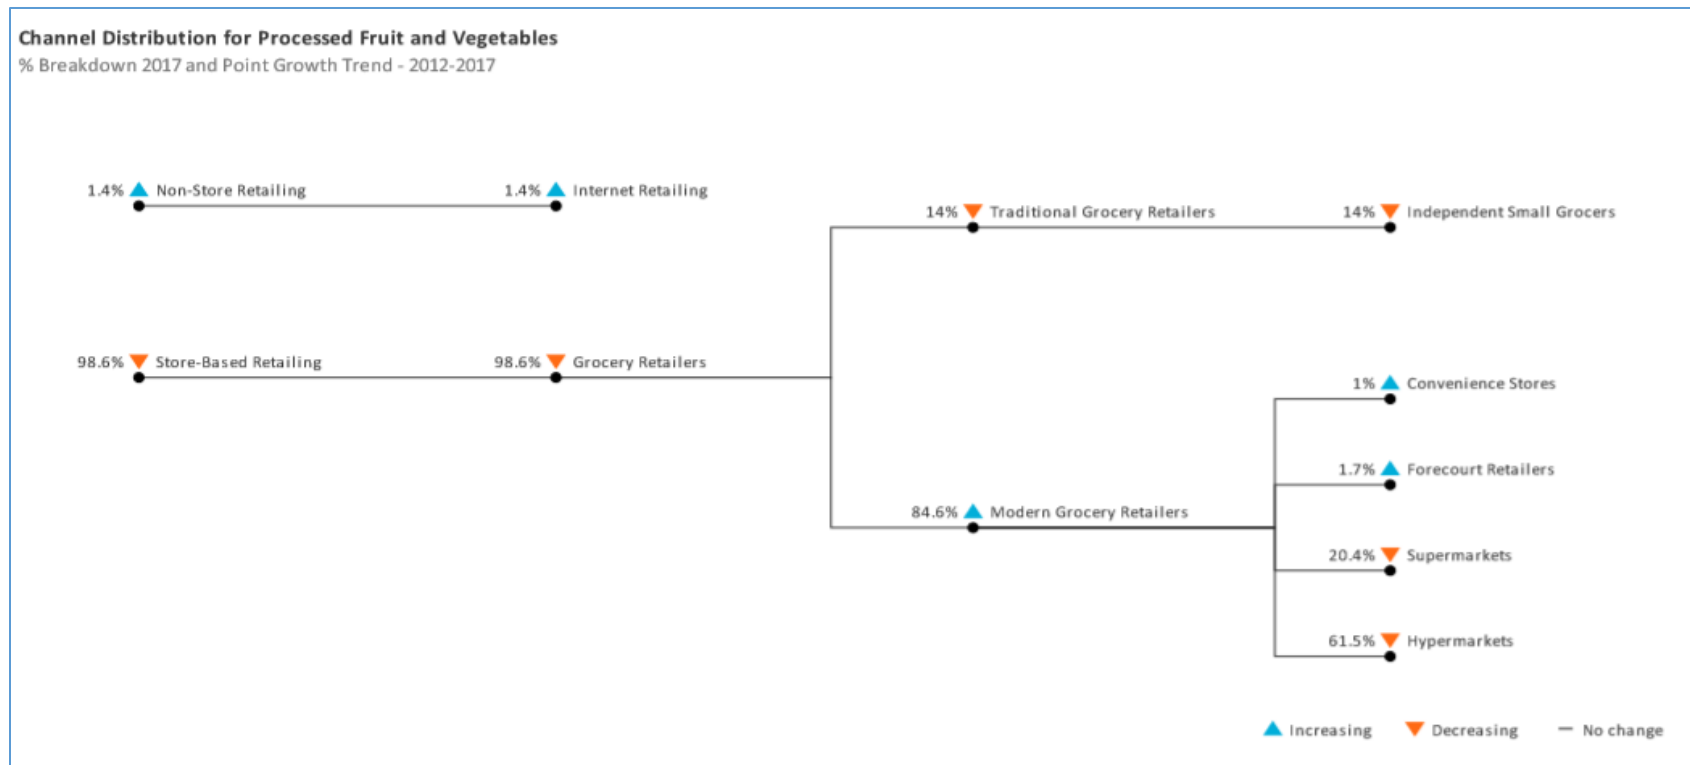 Channel Distribution for Processed Fruit and Vegetables
% Breakdown 2017 and Point Growth Trend - 2012-2017
1.4% Non-Store Retailing
1.4% Internet Retailing
14% Traditional Grocery Retailers
14% Independent Small Grocers
98.6% Store-Based Retailing
98.6% Grocery Retailers
1% Convenience Stores
1.7% Forecourt Retailers
84.6% Modern Grocery Retailers
20.4% Supermarkets
61.5% Hypermarkets
Increasing
Decreasing
No change